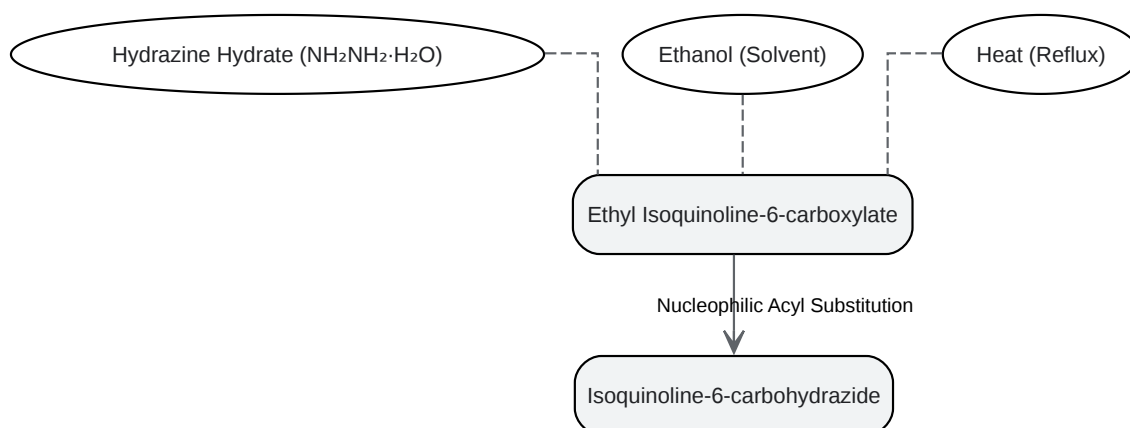 Hydrazine Hydrate (NH₂NH₂·H₂O)
Ethanol (Solvent)
Heat (Reflux)
Ethyl Isoquinoline-6-carboxylate
Nucleophilic Acyl Substitution
Isoquinoline-6-carbohydrazide